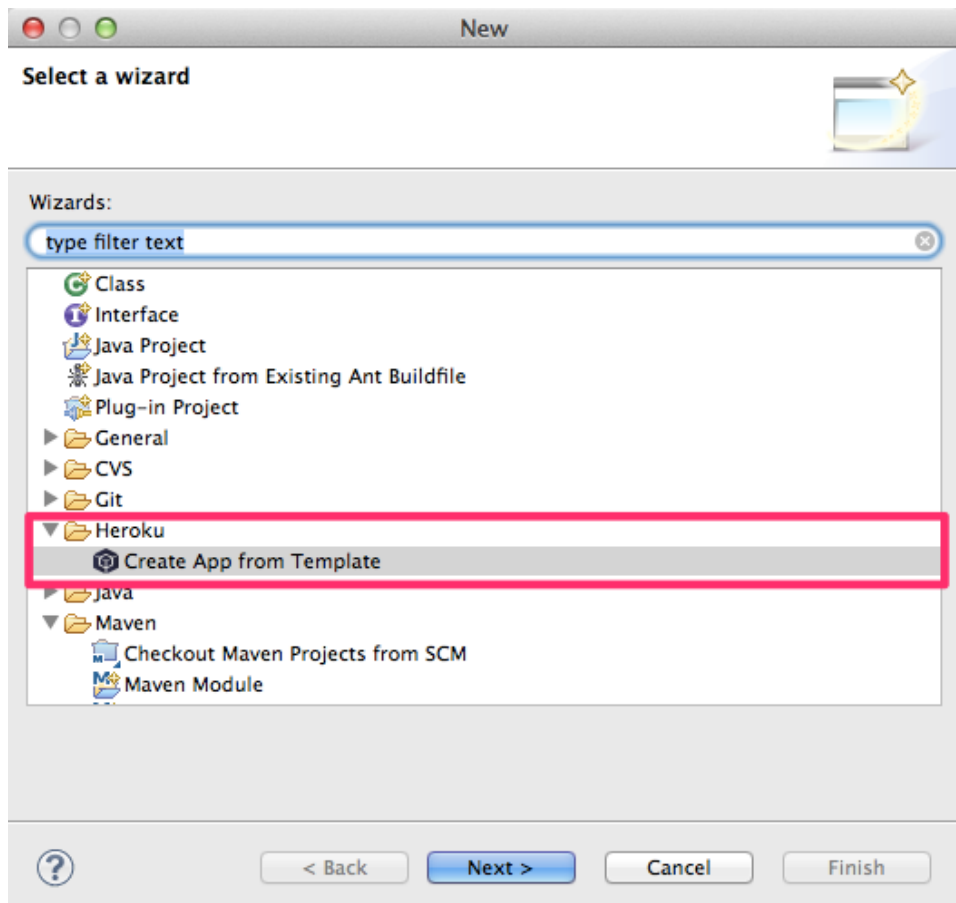 New
Select a wizard
Wizards:
type filter text
Class
Interface
Java Project
Java Project from Existing Ant Buildfile
Plug-in Project
General
CVS
Git
Heroku
Create App from Template
Java
Maven
Checkout Maven Projects from SCM
Maven Module
< Back Next > Cancel Finish